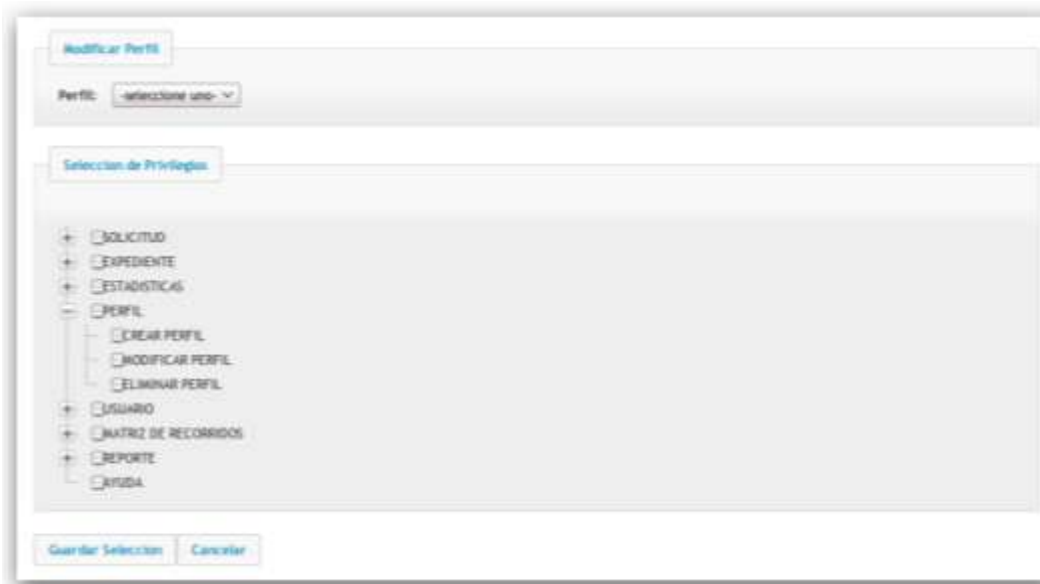 Modificar Perfil
Perfil: -seleccione uno-
Seleccion de Privilegios
SOLICITUD
EXPEDIENTE
ESTADISTICAS
PERFIL
CREAR PERFIL
MODIFICAR PERFIL
ELIMINAR PERFIL
USUARIO
MATRIZ DE RECORRIDOS
REPORTE
AYUDA
Guardar Seleccion Cancelar